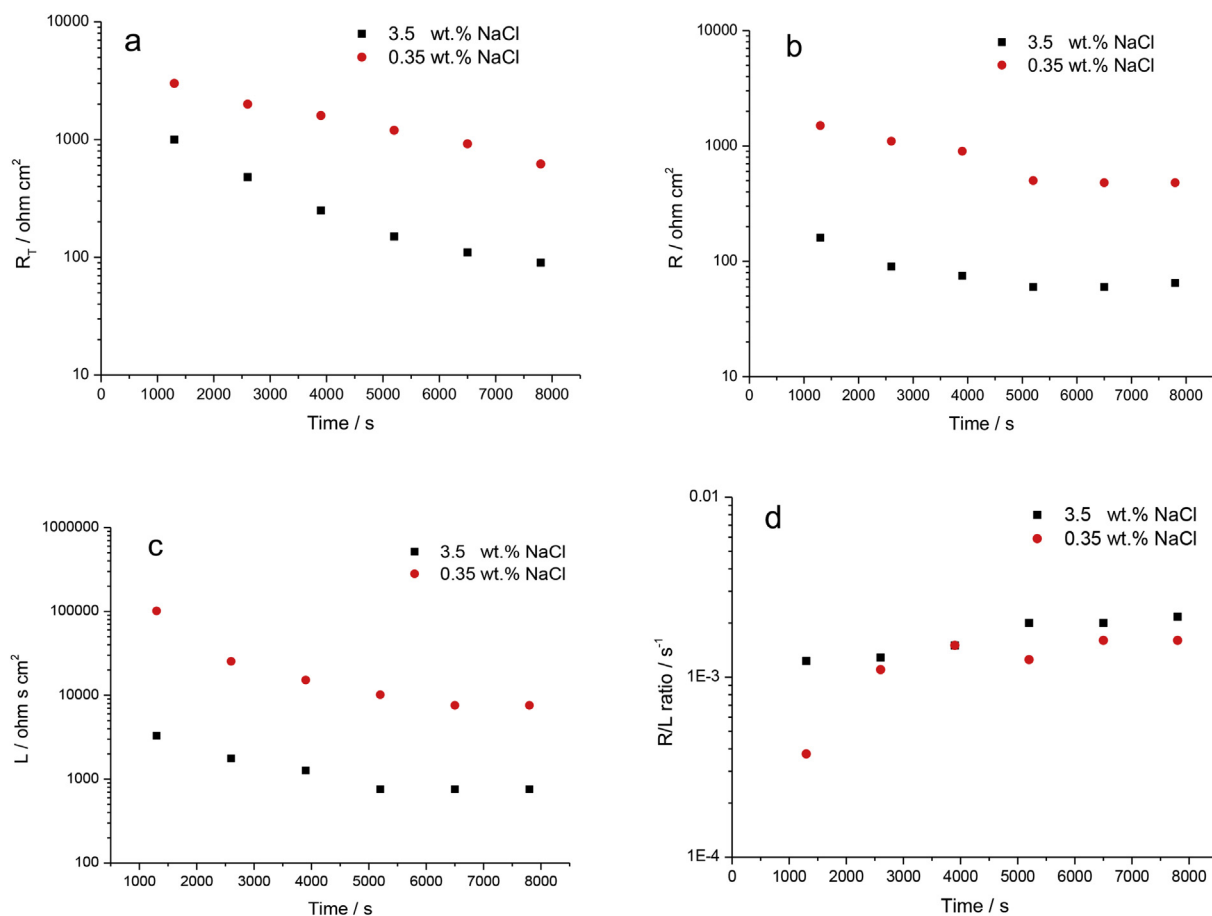 a
3.5 wt.% NaCl
0.35 wt.% NaCl
10000
1000
100
10
R_T / ohm cm²
1000 2000 3000 4000 5000 6000 7000 8000
Time / s
b
3.5 wt.% NaCl
0.35 wt.% NaCl
10000
1000
100
10
R / ohm cm²
0 1000 2000 3000 4000 5000 6000 7000 8000
Time / s
c
3.5 wt.% NaCl
0.35 wt.% NaCl
1000000
100000
10000
1000
100
L / ohm s cm²
1000 2000 3000 4000 5000 6000 7000 8000
Time / s
d
3.5 wt.% NaCl
0.35 wt.% NaCl
0.01
1E-3
1E-4
R/L ratio / s⁻¹
0 1000 2000 3000 4000 5000 6000 7000 8000
Time / s